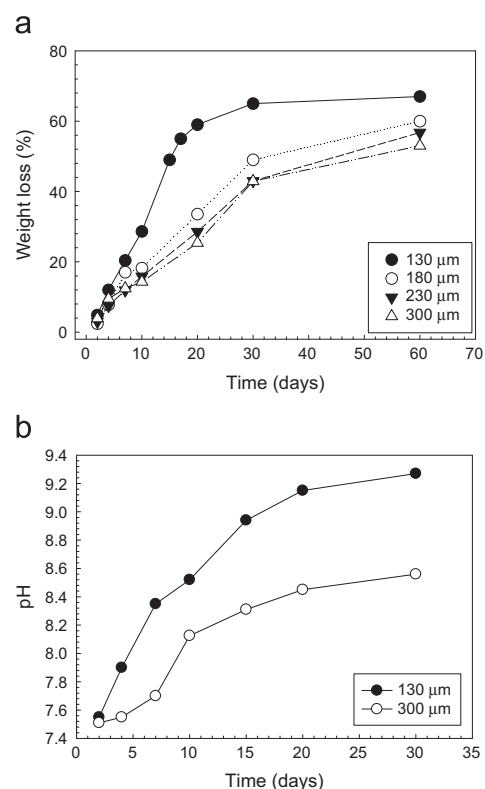 a
80
60
40
20
0
Weight loss (%)
130 μm
180 μm
230 μm
300 μm
0 10 20 30 40 50 60 70
Time (days)
b
9.4
9.2
9.0
8.8
8.6
8.4
8.2
8.0
7.8
7.6
7.4
pH
130 μm
300 μm
0 5 10 15 20 25 30 35
Time (days)